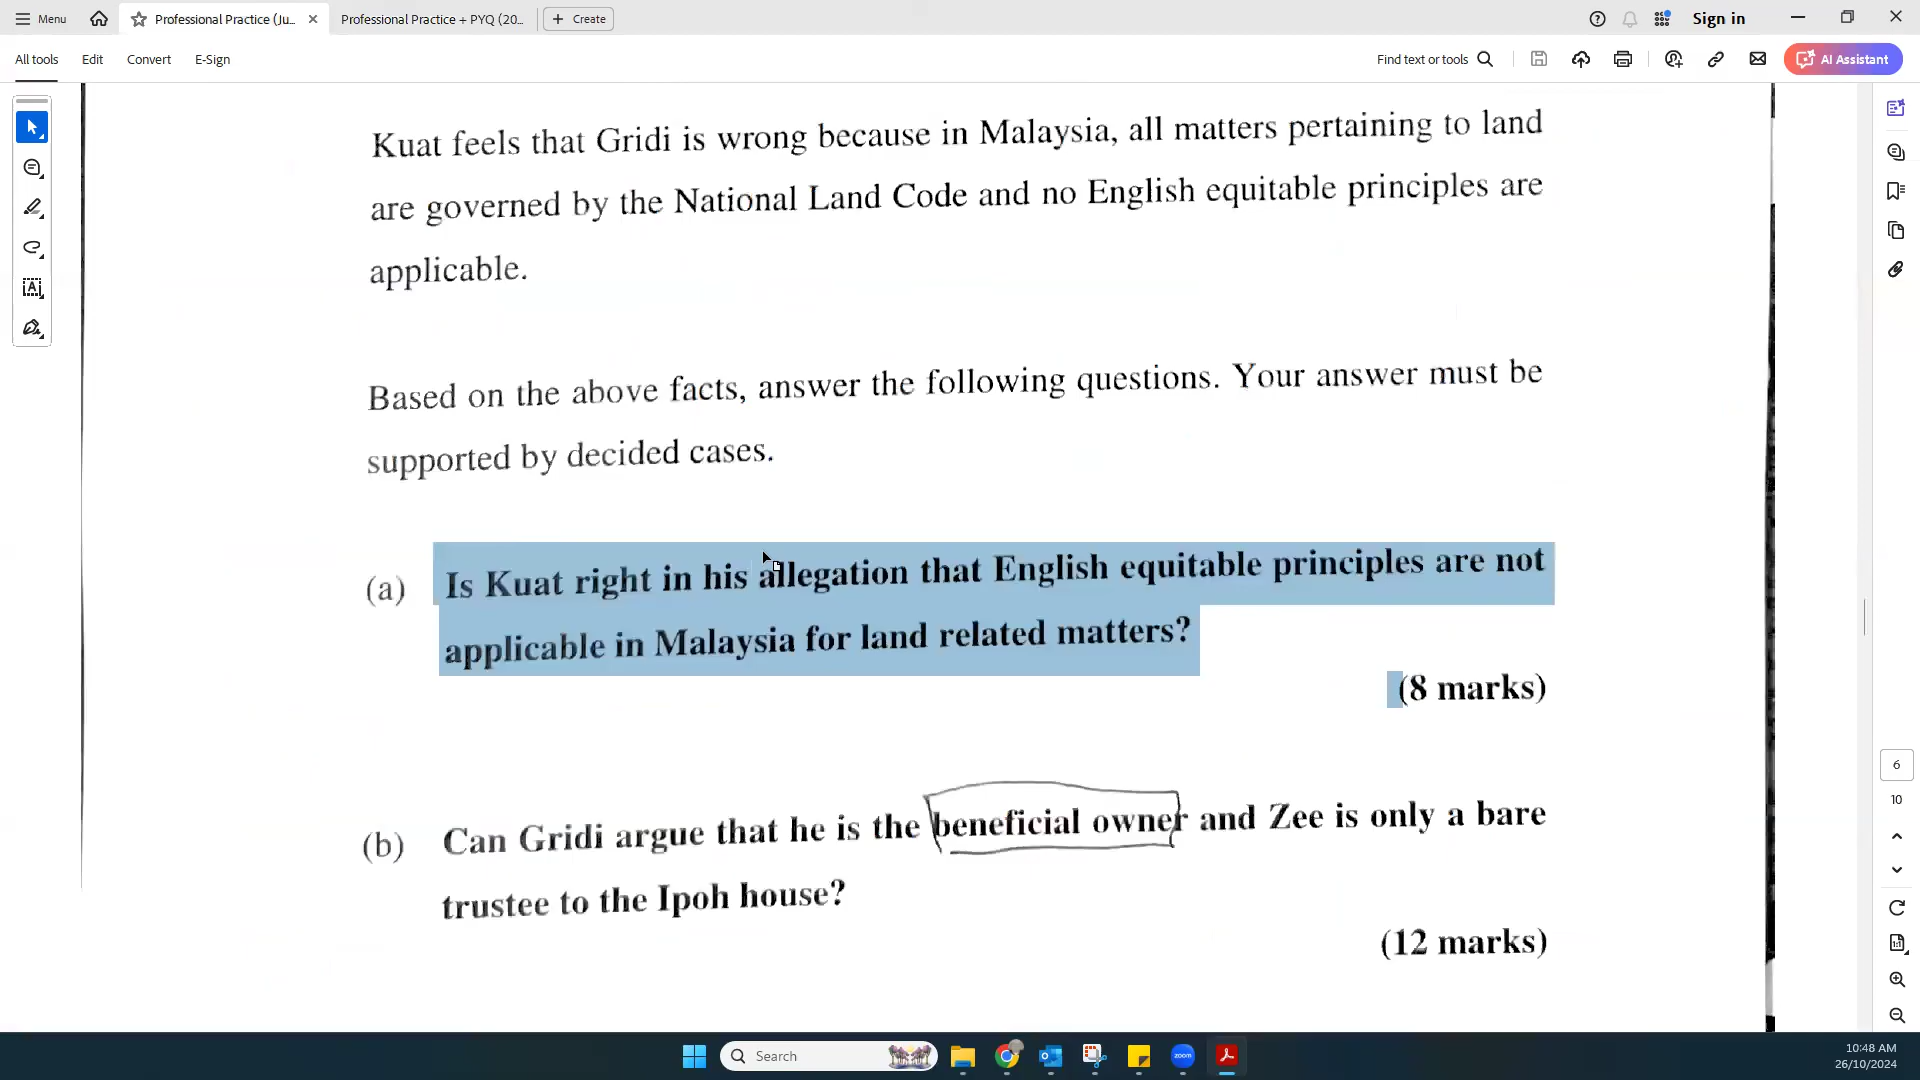 Menu
Professional Practice (Ju...
Professional Practice + PYQ (20...
Create
Sign in
All tools
Edit
Convert
E-Sign
Find text or tools
AI Assistant
Kuat feels that Gridi is wrong because in Malaysia, all matters pertaining to land
are governed by the National Land Code and no English equitable principles are
applicable.
Based on the above facts, answer the following questions. Your answer must be
supported by decided cases.
(a) Is Kuat right in his allegation that English equitable principles are not
applicable in Malaysia for land related matters?
(8 marks)
(b) Can Gridi argue that he is the beneficial owner and Zee is only a bare
trustee to the Ipoh house?
(12 marks)
6
10
Search
zoom
10:48 AM
26/10/2024